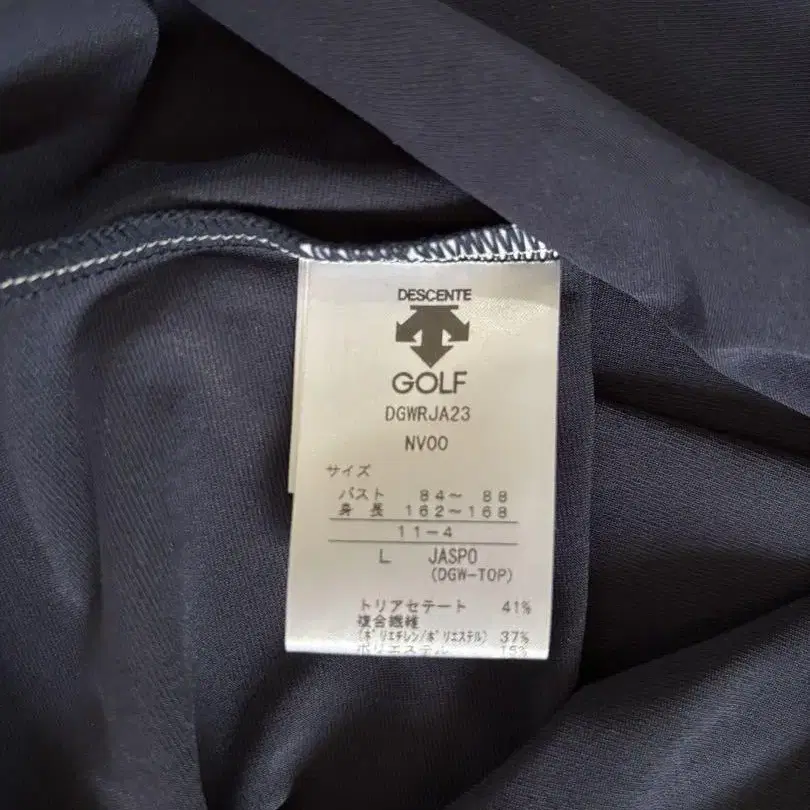 DESCENTE
GOLF
DGWRJA23
NV00
サイズ
バスト 84～ 88
身長 162～168
11-4
L JASPO
(DGW-TOP)
トリアセテート 41%
複合繊維
(ポリエチレン/ポリエステル) 37%
ポリエステル 15%